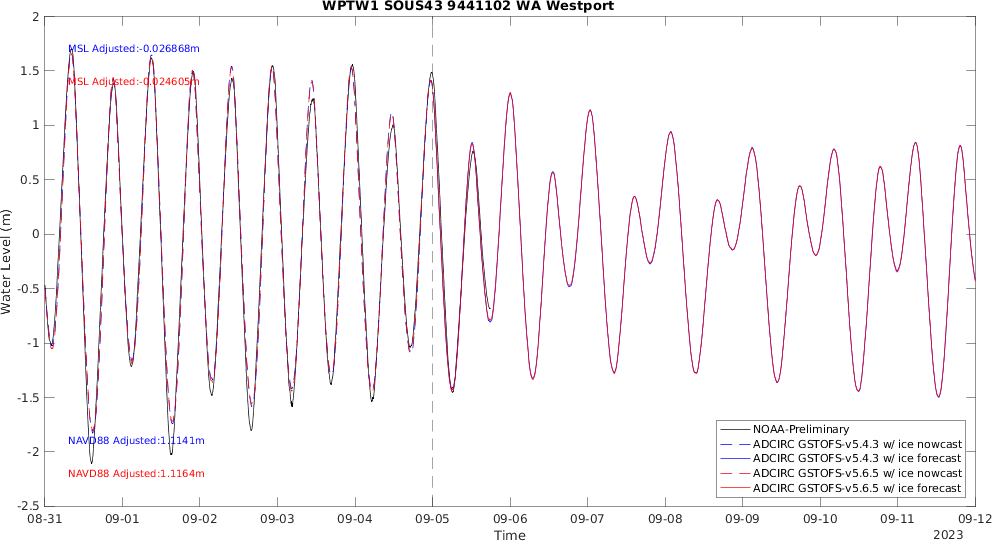 WPTW1 SOUS43 9441102 WA Westport
2
1.5
1
0.5
0
-0.5
-1
-1.5
-2
-2.5
Water Level (m)
MSL Adjusted:-0.026868m
MSL Adjusted:-0.024605m
NAVD88 Adjusted:1.1141m
NAVD88 Adjusted:1.1164m
NOAA-Preliminary
ADCIRC GSTOFS-v5.4.3 w/ ice nowcast
ADCIRC GSTOFS-v5.4.3 w/ ice forecast
ADCIRC GSTOFS-v5.6.5 w/ ice nowcast
ADCIRC GSTOFS-v5.6.5 w/ ice forecast
08-31 09-01 09-02 09-03 09-04 09-05 09-06 09-07 09-08 09-09 09-10 09-11 09-12
Time
2023